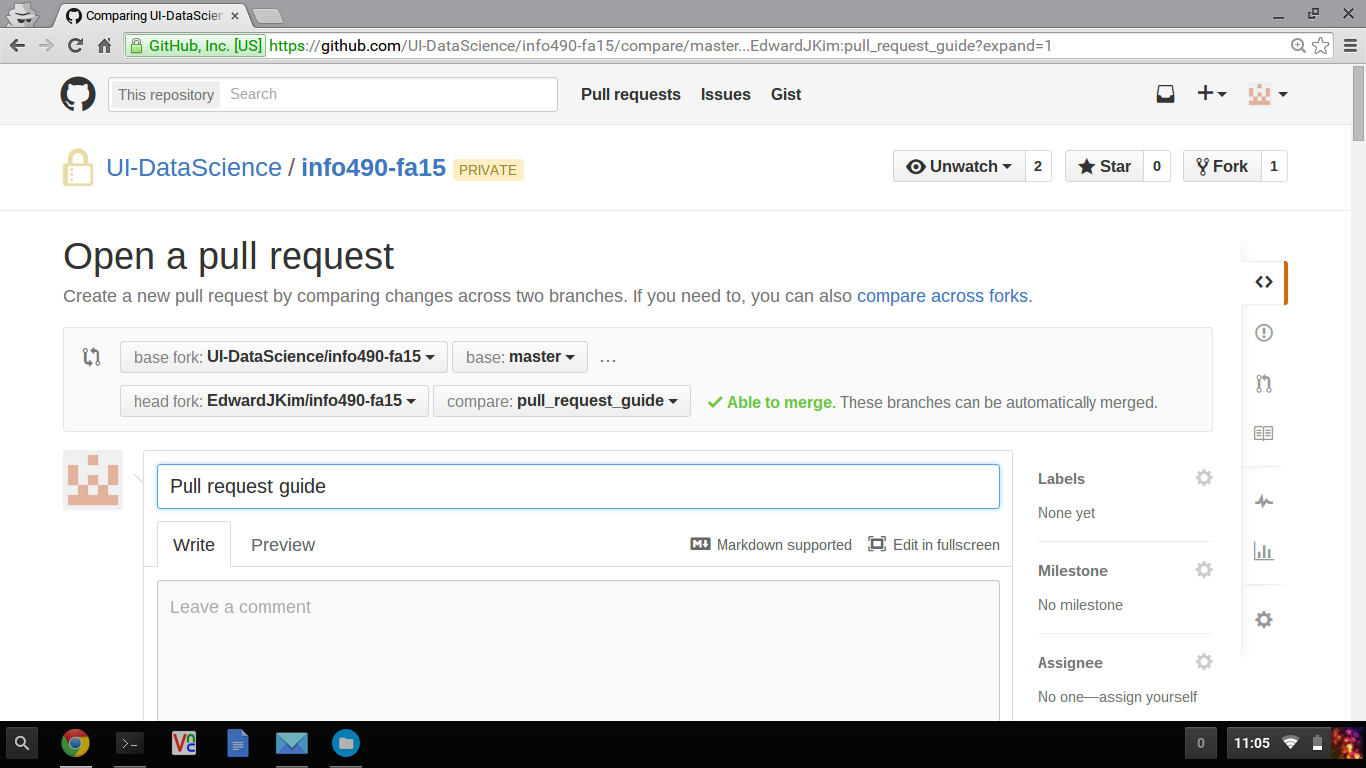 Comparing UI-DataScien
GitHub, Inc. [US] https://github.com/UI-DataScience/info490-fa15/compare/master...EdwardJKim:pull_request_guide?expand=1
This repository Search Pull requests Issues Gist
UI-DataScience / info490-fa15 PRIVATE Unwatch 2 Star 0 Fork 1
Open a pull request
Create a new pull request by comparing changes across two branches. If you need to, you can also compare across forks.
base fork: UI-DataScience/info490-fa15 base: master ...
head fork: EdwardJKim/info490-fa15 compare: pull_request_guide Able to merge. These branches can be automatically merged.
Pull request guide
Labels
None yet
Write Preview Markdown supported Edit in fullscreen
Milestone
No milestone
Leave a comment
Assignee
No one—assign yourself
>_ VNC 0 11:05